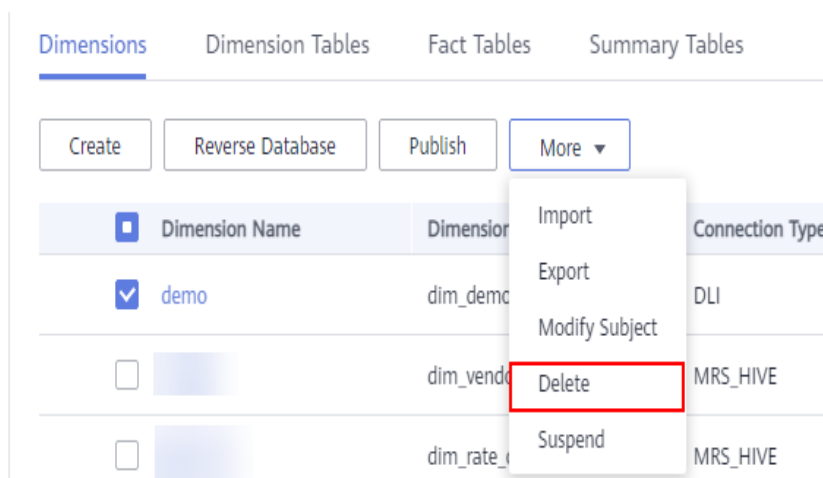 Dimensions Dimension Tables Fact Tables Summary Tables
Create Reverse Database Publish More
Import
Dimension Name Dimension Connection Type
Export
demo dim_demo DLI
Modify Subject
dim_vendo MRS_HIVE
Delete
Suspend
dim_rate_ MRS_HIVE